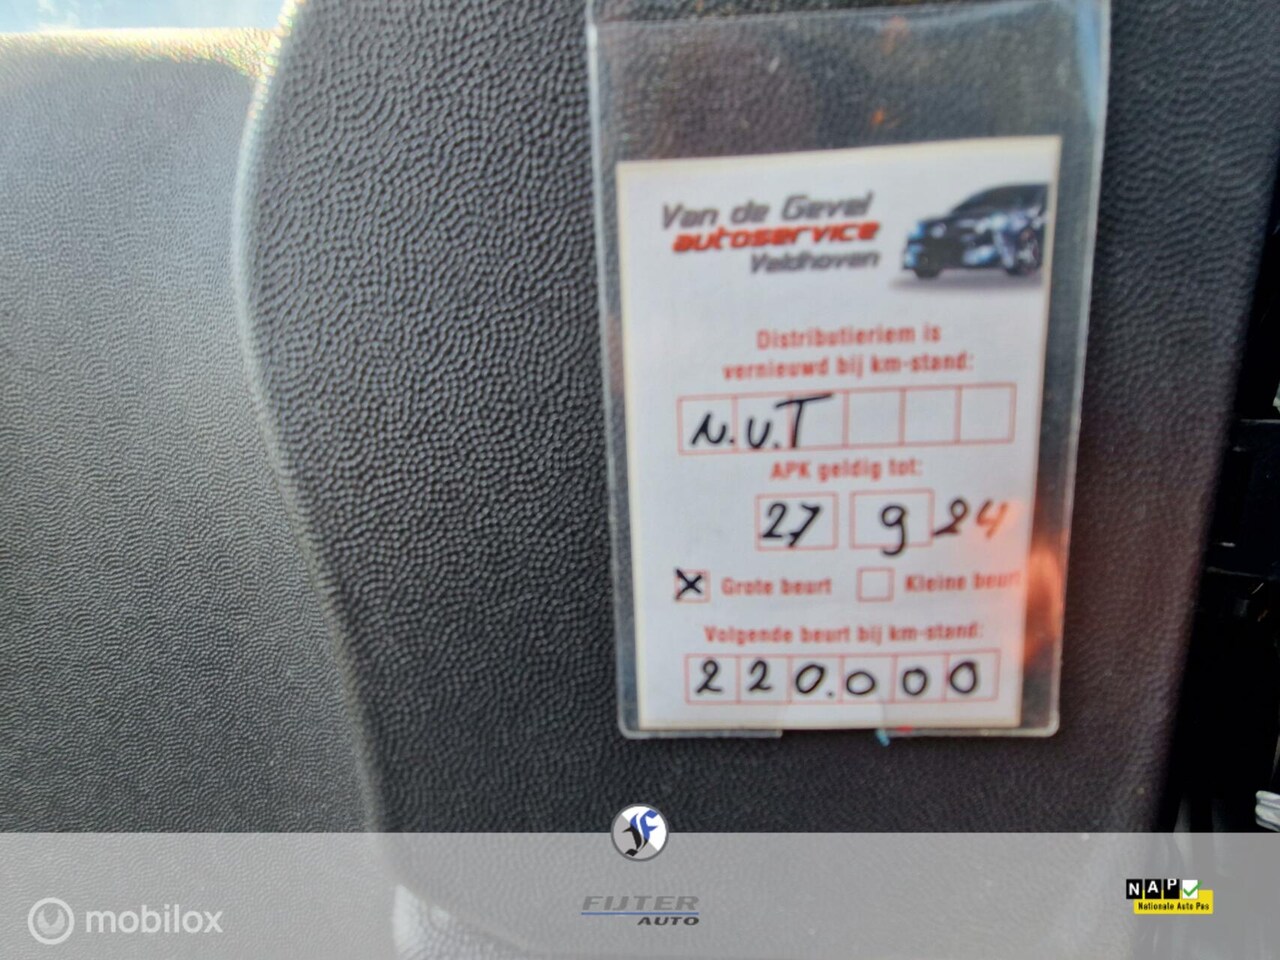 Van de Gevel
autoservice
Veldhoven
Distributieriem is
vernieuwd bij km-stand:
N.V.T
APK geldig tot:
27 9 24
Grote beurt Kleine beurt
Volgende beurt bij km-stand:
220.000
F
FIJTER
AUTO
mobilox
NAP
Nationale Auto Pas